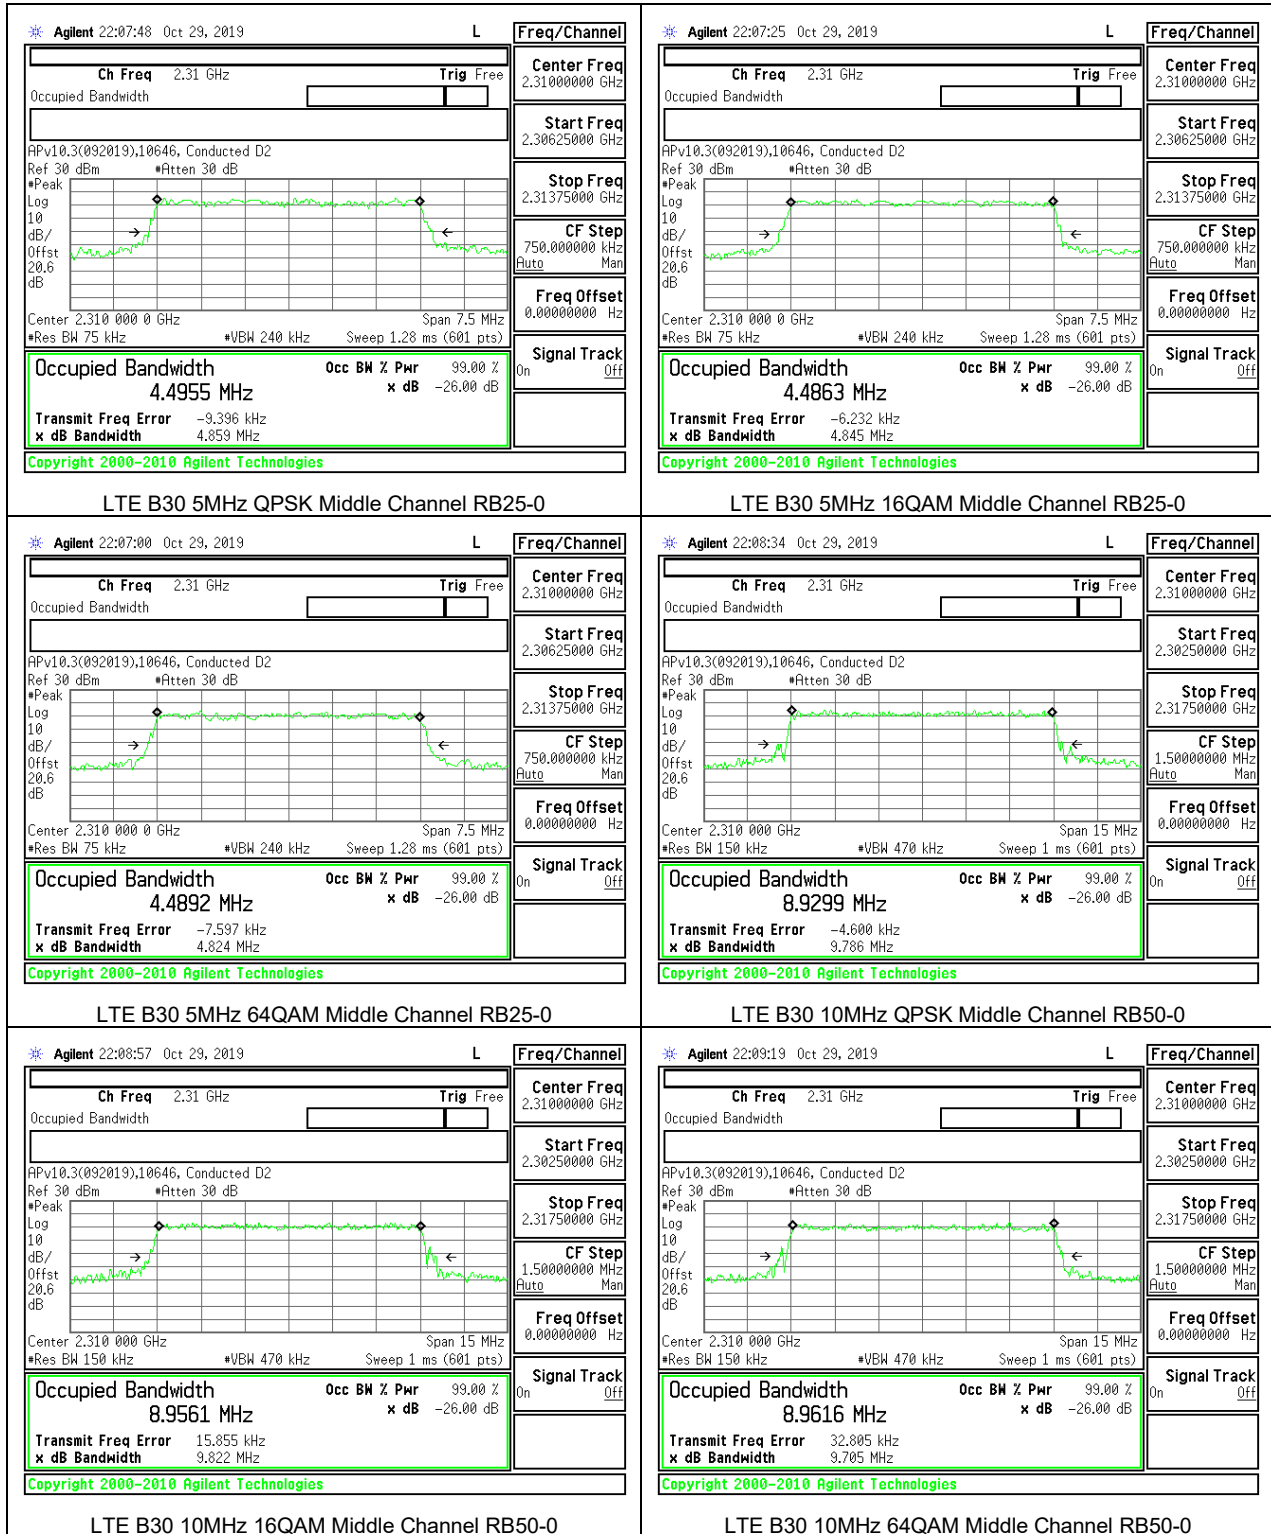 Agilent 22:07:48 Oct 29, 2019 L Freq/Channel
Ch Freq 2.31 GHz Trig Free
Occupied Bandwidth
Center Freq
2.31000000 GHz
Start Freq
2.30625000 GHz
Stop Freq
2.31375000 GHz
CF Step
750.000000 kHz
Auto Man
Freq Offset
0.00000000 Hz
Signal Track
On Off
APv10.3(092019),10646, Conducted D2
Ref 30 dBm #Atten 30 dB
#Peak
Log
10
dB/
Offst
20.6
dB
Center 2.310 000 0 GHz Span 7.5 MHz
#Res BW 75 kHz #VBW 240 kHz Sweep 1.28 ms (601 pts)
Occupied Bandwidth Occ BW % Pwr 99.00 %
4.4955 MHz x dB -26.00 dB
Transmit Freq Error -9.396 kHz
x dB Bandwidth 4.859 MHz
Copyright 2000-2010 Agilent Technologies
LTE B30 5MHz QPSK Middle Channel RB25-0
Agilent 22:07:25 Oct 29, 2019 L Freq/Channel
Ch Freq 2.31 GHz Trig Free
Occupied Bandwidth
Center Freq
2.31000000 GHz
Start Freq
2.30625000 GHz
Stop Freq
2.31375000 GHz
CF Step
750.000000 kHz
Auto Man
Freq Offset
0.00000000 Hz
Signal Track
On Off
APv10.3(092019),10646, Conducted D2
Ref 30 dBm #Atten 30 dB
#Peak
Log
10
dB/
Offst
20.6
dB
Center 2.310 000 0 GHz Span 7.5 MHz
#Res BW 75 kHz #VBW 240 kHz Sweep 1.28 ms (601 pts)
Occupied Bandwidth Occ BW % Pwr 99.00 %
4.4863 MHz x dB -26.00 dB
Transmit Freq Error -6.232 kHz
x dB Bandwidth 4.845 MHz
Copyright 2000-2010 Agilent Technologies
LTE B30 5MHz 16QAM Middle Channel RB25-0
Agilent 22:07:00 Oct 29, 2019 L Freq/Channel
Ch Freq 2.31 GHz Trig Free
Occupied Bandwidth
Center Freq
2.31000000 GHz
Start Freq
2.30625000 GHz
Stop Freq
2.31375000 GHz
CF Step
750.000000 kHz
Auto Man
Freq Offset
0.00000000 Hz
Signal Track
On Off
APv10.3(092019),10646, Conducted D2
Ref 30 dBm #Atten 30 dB
#Peak
Log
10
dB/
Offst
20.6
dB
Center 2.310 000 0 GHz Span 7.5 MHz
#Res BW 75 kHz #VBW 240 kHz Sweep 1.28 ms (601 pts)
Occupied Bandwidth Occ BW % Pwr 99.00 %
4.4892 MHz x dB -26.00 dB
Transmit Freq Error -7.597 kHz
x dB Bandwidth 4.824 MHz
Copyright 2000-2010 Agilent Technologies
LTE B30 5MHz 64QAM Middle Channel RB25-0
Agilent 22:08:34 Oct 29, 2019 L Freq/Channel
Ch Freq 2.31 GHz Trig Free
Occupied Bandwidth
Center Freq
2.31000000 GHz
Start Freq
2.30250000 GHz
Stop Freq
2.31750000 GHz
CF Step
1.50000000 MHz
Auto Man
Freq Offset
0.00000000 Hz
Signal Track
On Off
APv10.3(092019),10646, Conducted D2
Ref 30 dBm #Atten 30 dB
#Peak
Log
10
dB/
Offst
20.6
dB
Center 2.310 000 GHz Span 15 MHz
#Res BW 150 kHz #VBW 470 kHz Sweep 1 ms (601 pts)
Occupied Bandwidth Occ BW % Pwr 99.00 %
8.9299 MHz x dB -26.00 dB
Transmit Freq Error -4.600 kHz
x dB Bandwidth 9.786 MHz
Copyright 2000-2010 Agilent Technologies
LTE B30 10MHz QPSK Middle Channel RB50-0
Agilent 22:08:57 Oct 29, 2019 L Freq/Channel
Ch Freq 2.31 GHz Trig Free
Occupied Bandwidth
Center Freq
2.31000000 GHz
Start Freq
2.30250000 GHz
Stop Freq
2.31750000 GHz
CF Step
1.50000000 MHz
Auto Man
Freq Offset
0.00000000 Hz
Signal Track
On Off
APv10.3(092019),10646, Conducted D2
Ref 30 dBm #Atten 30 dB
#Peak
Log
10
dB/
Offst
20.6
dB
Center 2.310 000 GHz Span 15 MHz
#Res BW 150 kHz #VBW 470 kHz Sweep 1 ms (601 pts)
Occupied Bandwidth Occ BW % Pwr 99.00 %
8.9561 MHz x dB -26.00 dB
Transmit Freq Error 15.855 kHz
x dB Bandwidth 9.822 MHz
Copyright 2000-2010 Agilent Technologies
LTE B30 10MHz 16QAM Middle Channel RB50-0
Agilent 22:09:19 Oct 29, 2019 L Freq/Channel
Ch Freq 2.31 GHz Trig Free
Occupied Bandwidth
Center Freq
2.31000000 GHz
Start Freq
2.30250000 GHz
Stop Freq
2.31750000 GHz
CF Step
1.50000000 MHz
Auto Man
Freq Offset
0.00000000 Hz
Signal Track
On Off
APv10.3(092019),10646, Conducted D2
Ref 30 dBm #Atten 30 dB
#Peak
Log
10
dB/
Offst
20.6
dB
Center 2.310 000 GHz Span 15 MHz
#Res BW 150 kHz #VBW 470 kHz Sweep 1 ms (601 pts)
Occupied Bandwidth Occ BW % Pwr 99.00 %
8.9616 MHz x dB -26.00 dB
Transmit Freq Error 32.805 kHz
x dB Bandwidth 9.705 MHz
Copyright 2000-2010 Agilent Technologies
LTE B30 10MHz 64QAM Middle Channel RB50-0